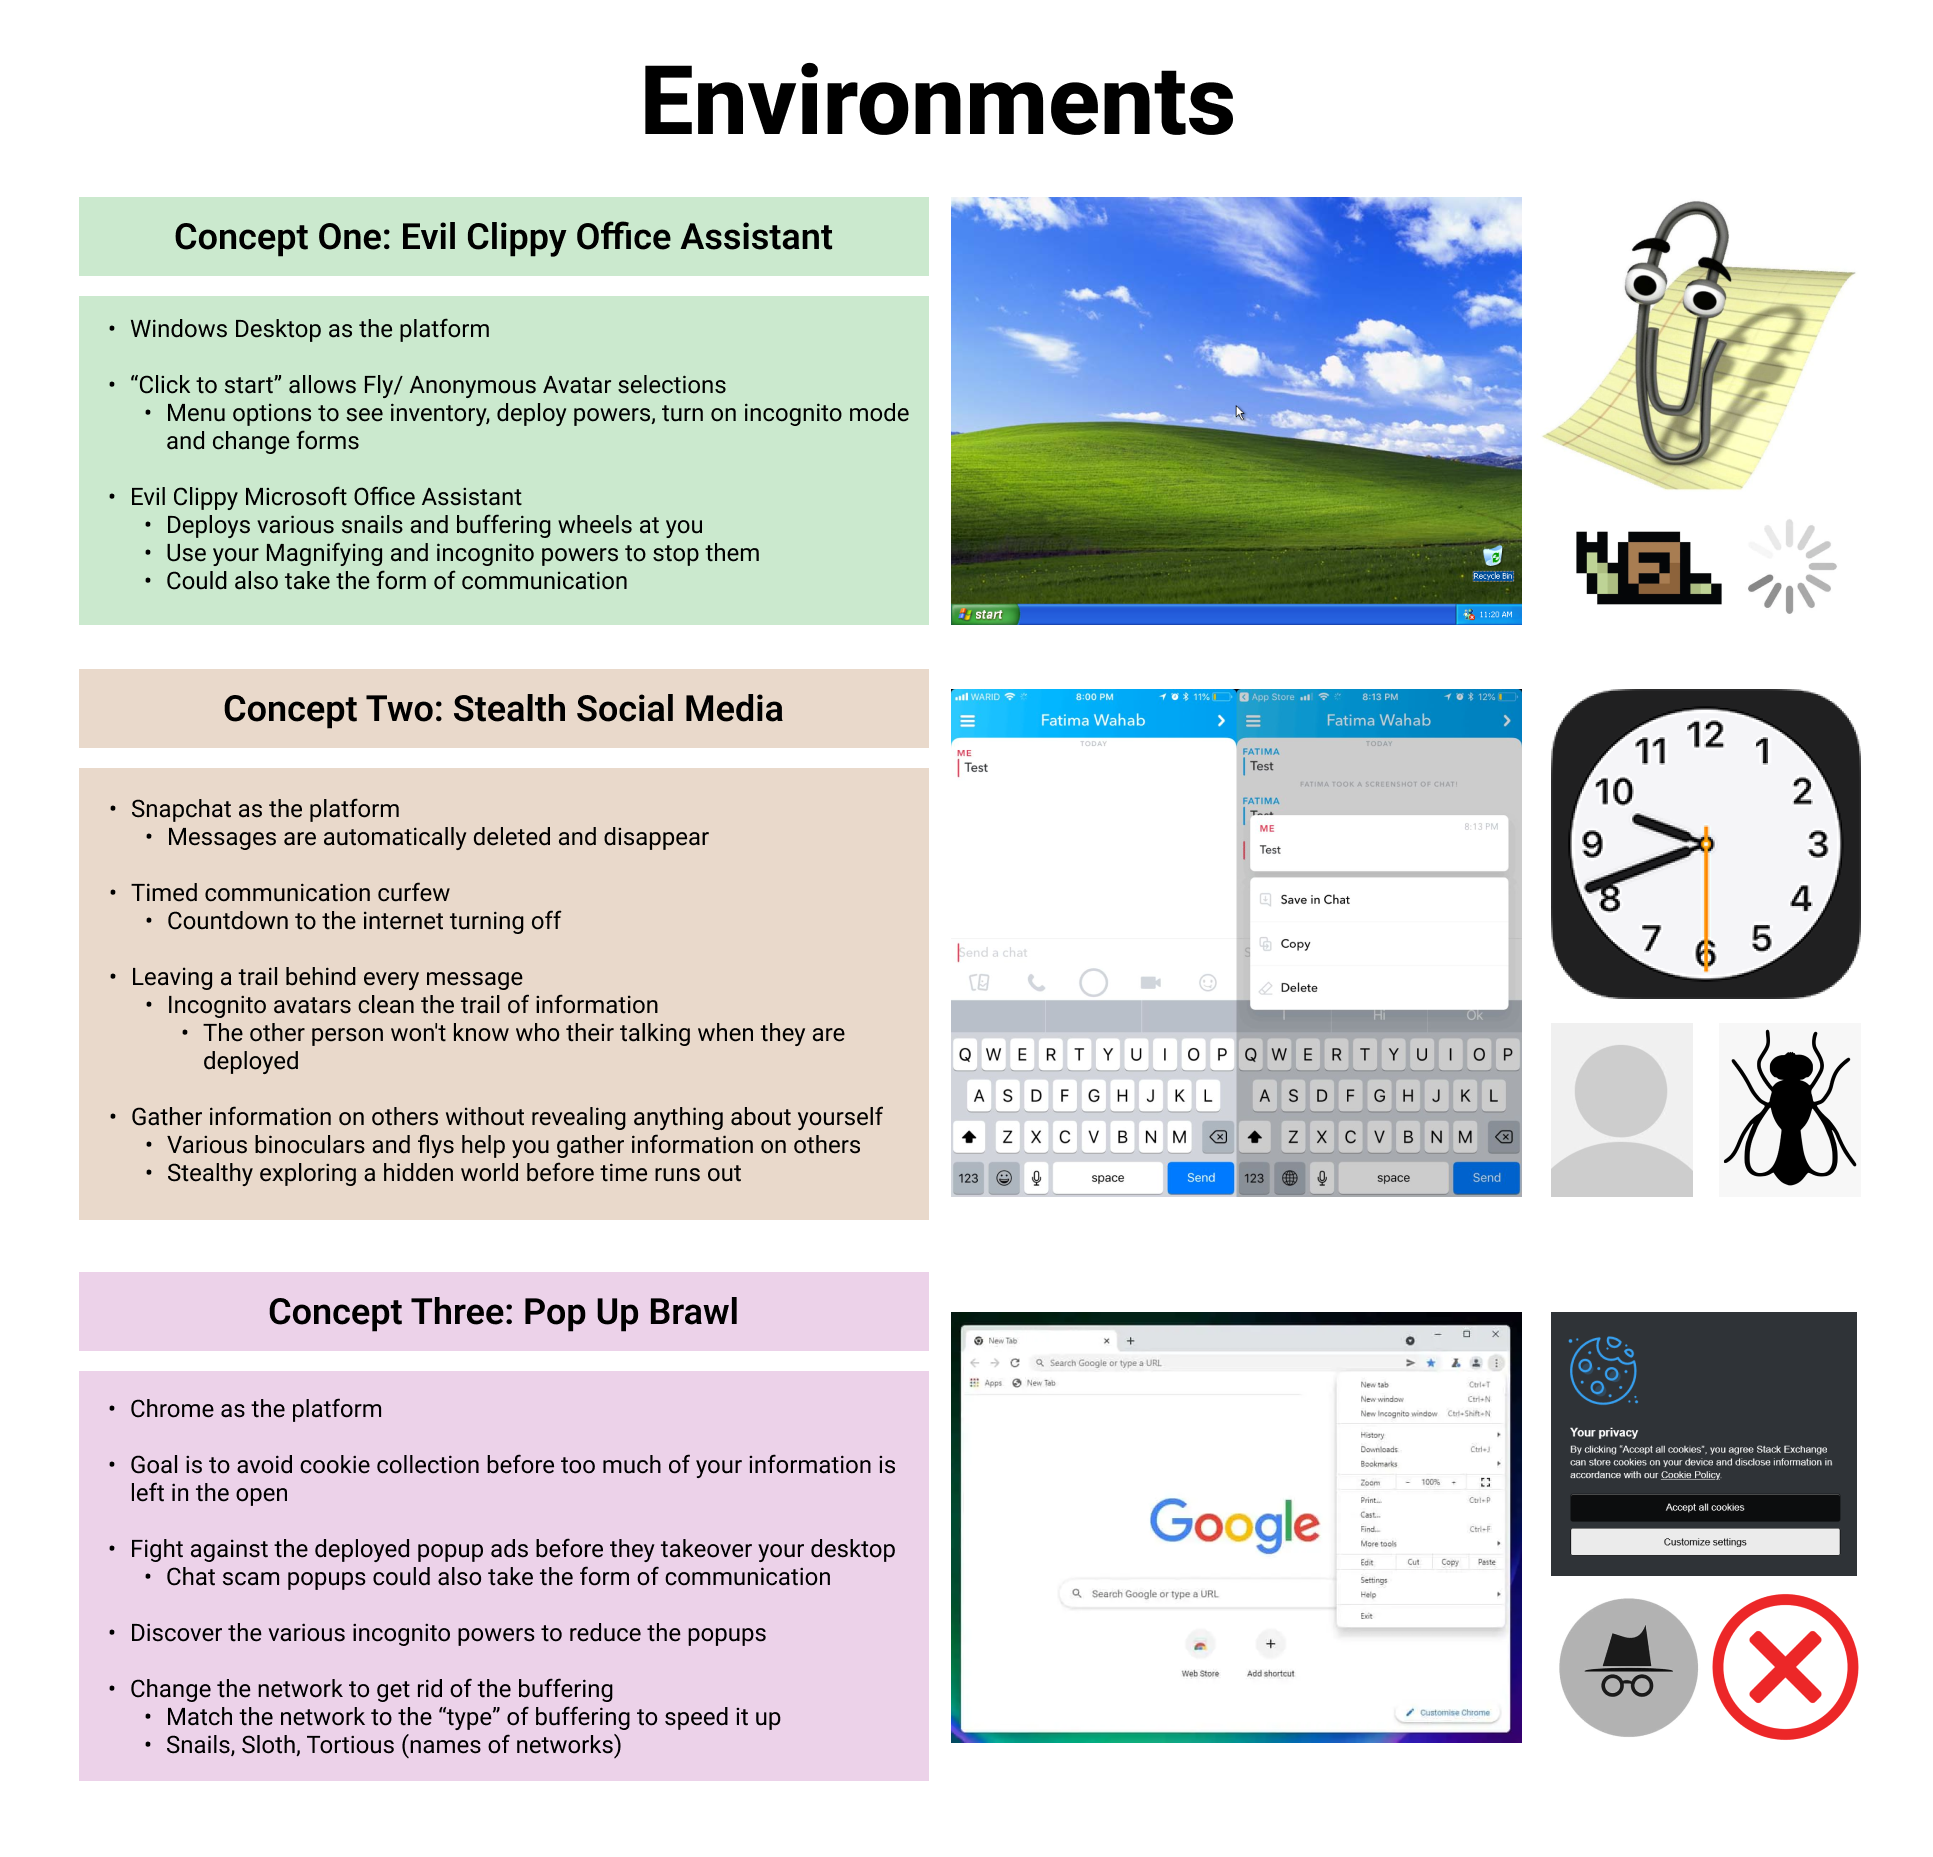 Environments
Concept One: Evil Clippy Office Assistant
• Windows Desktop as the platform
• “Click to start” allows Fly/ Anonymous Avatar selections
• Menu options to see inventory, deploy powers, turn on incognito mode
and change forms
• Evil Clippy Microsoft Office Assistant
• Deploys various snails and buffering wheels at you
• Use your Magnifying and incognito powers to stop them
• Could also take the form of communication
Recycle Bin
start
11:20 AM
Concept Two: Stealth Social Media
• Snapchat as the platform
• Messages are automatically deleted and disappear
• Timed communication curfew
• Countdown to the internet turning off
• Leaving a trail behind every message
• Incognito avatars clean the trail of information
• The other person won't know who their talking when they are
deployed
• Gather information on others without revealing anything about yourself
• Various binoculars and flys help you gather information on others
• Stealthy exploring a hidden world before time runs out
WARID 8:00 PM 11%
Fatima Wahab
TODAY
ME
Test
Send a chat
Q W E R T Y U I O P
A S D F G H J K L
Z X C V B N M
123 space Send
App Store 8:13 PM 12%
Fatima Wahab
TODAY
FATIMA
Test
FATIMA TOOK A SCREENSHOT OF CHAT!
FATIMA
Test
ME 8:13 PM
Test
Save in Chat
Copy
Delete
S
I Hi Ok
Q W E R T Y U I O P
A S D F G H J K L
Z X C V B N M
123 space Send
12
11 1
10 2
9 3
8 4
7 5
6
Concept Three: Pop Up Brawl
• Chrome as the platform
• Goal is to avoid cookie collection before too much of your information is
left in the open
• Fight against the deployed popup ads before they takeover your desktop
• Chat scam popups could also take the form of communication
• Discover the various incognito powers to reduce the popups
• Change the network to get rid of the buffering
• Match the network to the “type” of buffering to speed it up
• Snails, Sloth, Tortious (names of networks)
New Tab
Search Google or type a URL
Apps New Tab
New tab Ctrl+T
New window Ctrl+N
New Incognito window Ctrl+Shift+N
History
Downloads Ctrl+J
Bookmarks
Zoom - 100% +
Print... Ctrl+P
Cast...
Find... Ctrl+F
More tools
Edit Cut Copy Paste
Settings
Help
Exit
Google
Search Google or type a URL
Web Store Add shortcut
Customise Chrome
Your privacy
By clicking "Accept all cookies", you agree Stack Exchange
can store cookies on your device and disclose information in
accordance with our Cookie Policy.
Accept all cookies
Customize settings